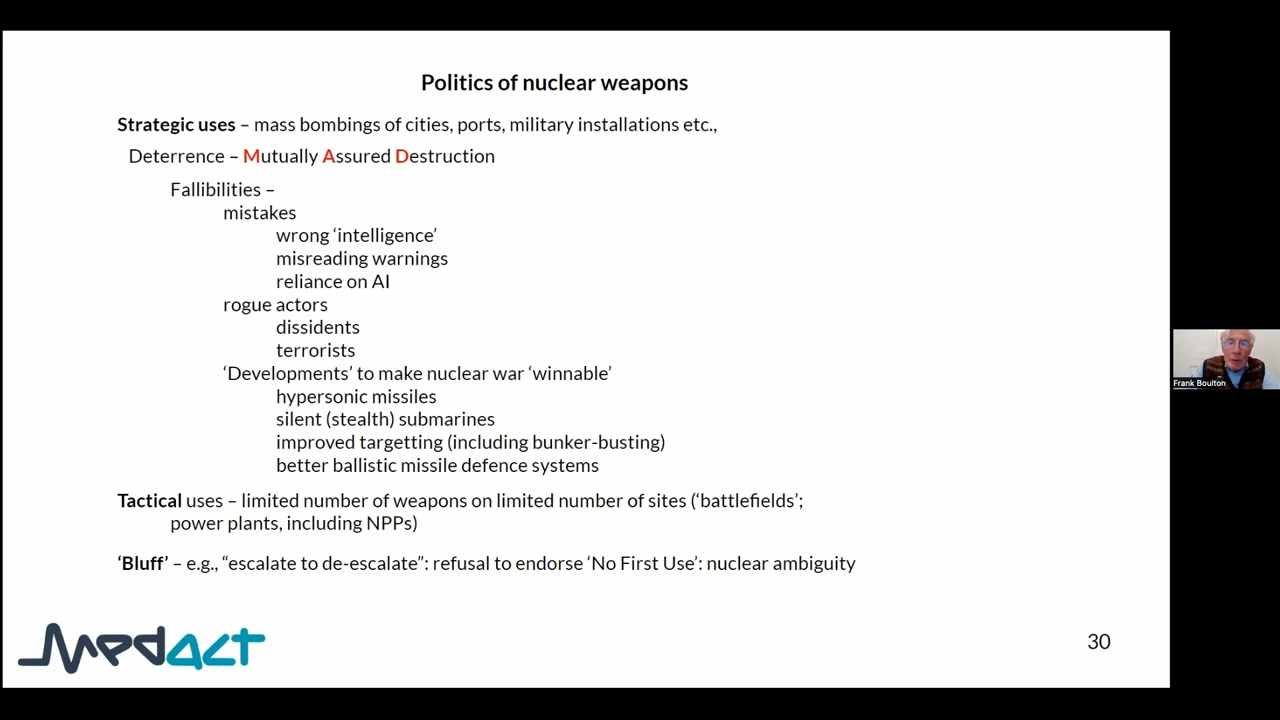 Politics of nuclear weapons
Strategic uses – mass bombings of cities, ports, military installations etc.,
Deterrence – Mutually Assured Destruction
Fallibilities –
mistakes
wrong ‘intelligence’
misreading warnings
reliance on AI
rogue actors
dissidents
terrorists
‘Developments’ to make nuclear war ‘winnable’
hypersonic missiles
silent (stealth) submarines
improved targetting (including bunker-busting)
better ballistic missile defence systems
Tactical uses – limited number of weapons on limited number of sites (‘battlefields’;
power plants, including NPPs)
‘Bluff’ – e.g., “escalate to de-escalate”: refusal to endorse ‘No First Use’: nuclear ambiguity
medact
30
Frank Boulton